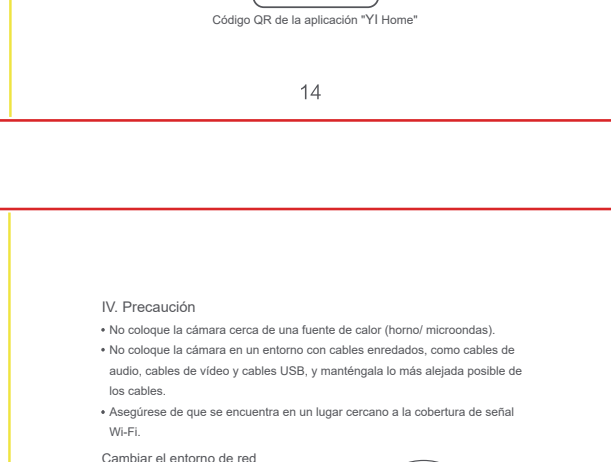 Código QR de la aplicación "YI Home"
14
IV. Precaución
• No coloque la cámara cerca de una fuente de calor (horno/ microondas).
• No coloque la cámara en un entorno con cables enredados, como cables de
audio, cables de vídeo y cables USB, y manténgala lo más alejada posible de
los cables.
• Asegúrese de que se encuentra en un lugar cercano a la cobertura de señal
Wi-Fi.
Cambiar el entorno de red